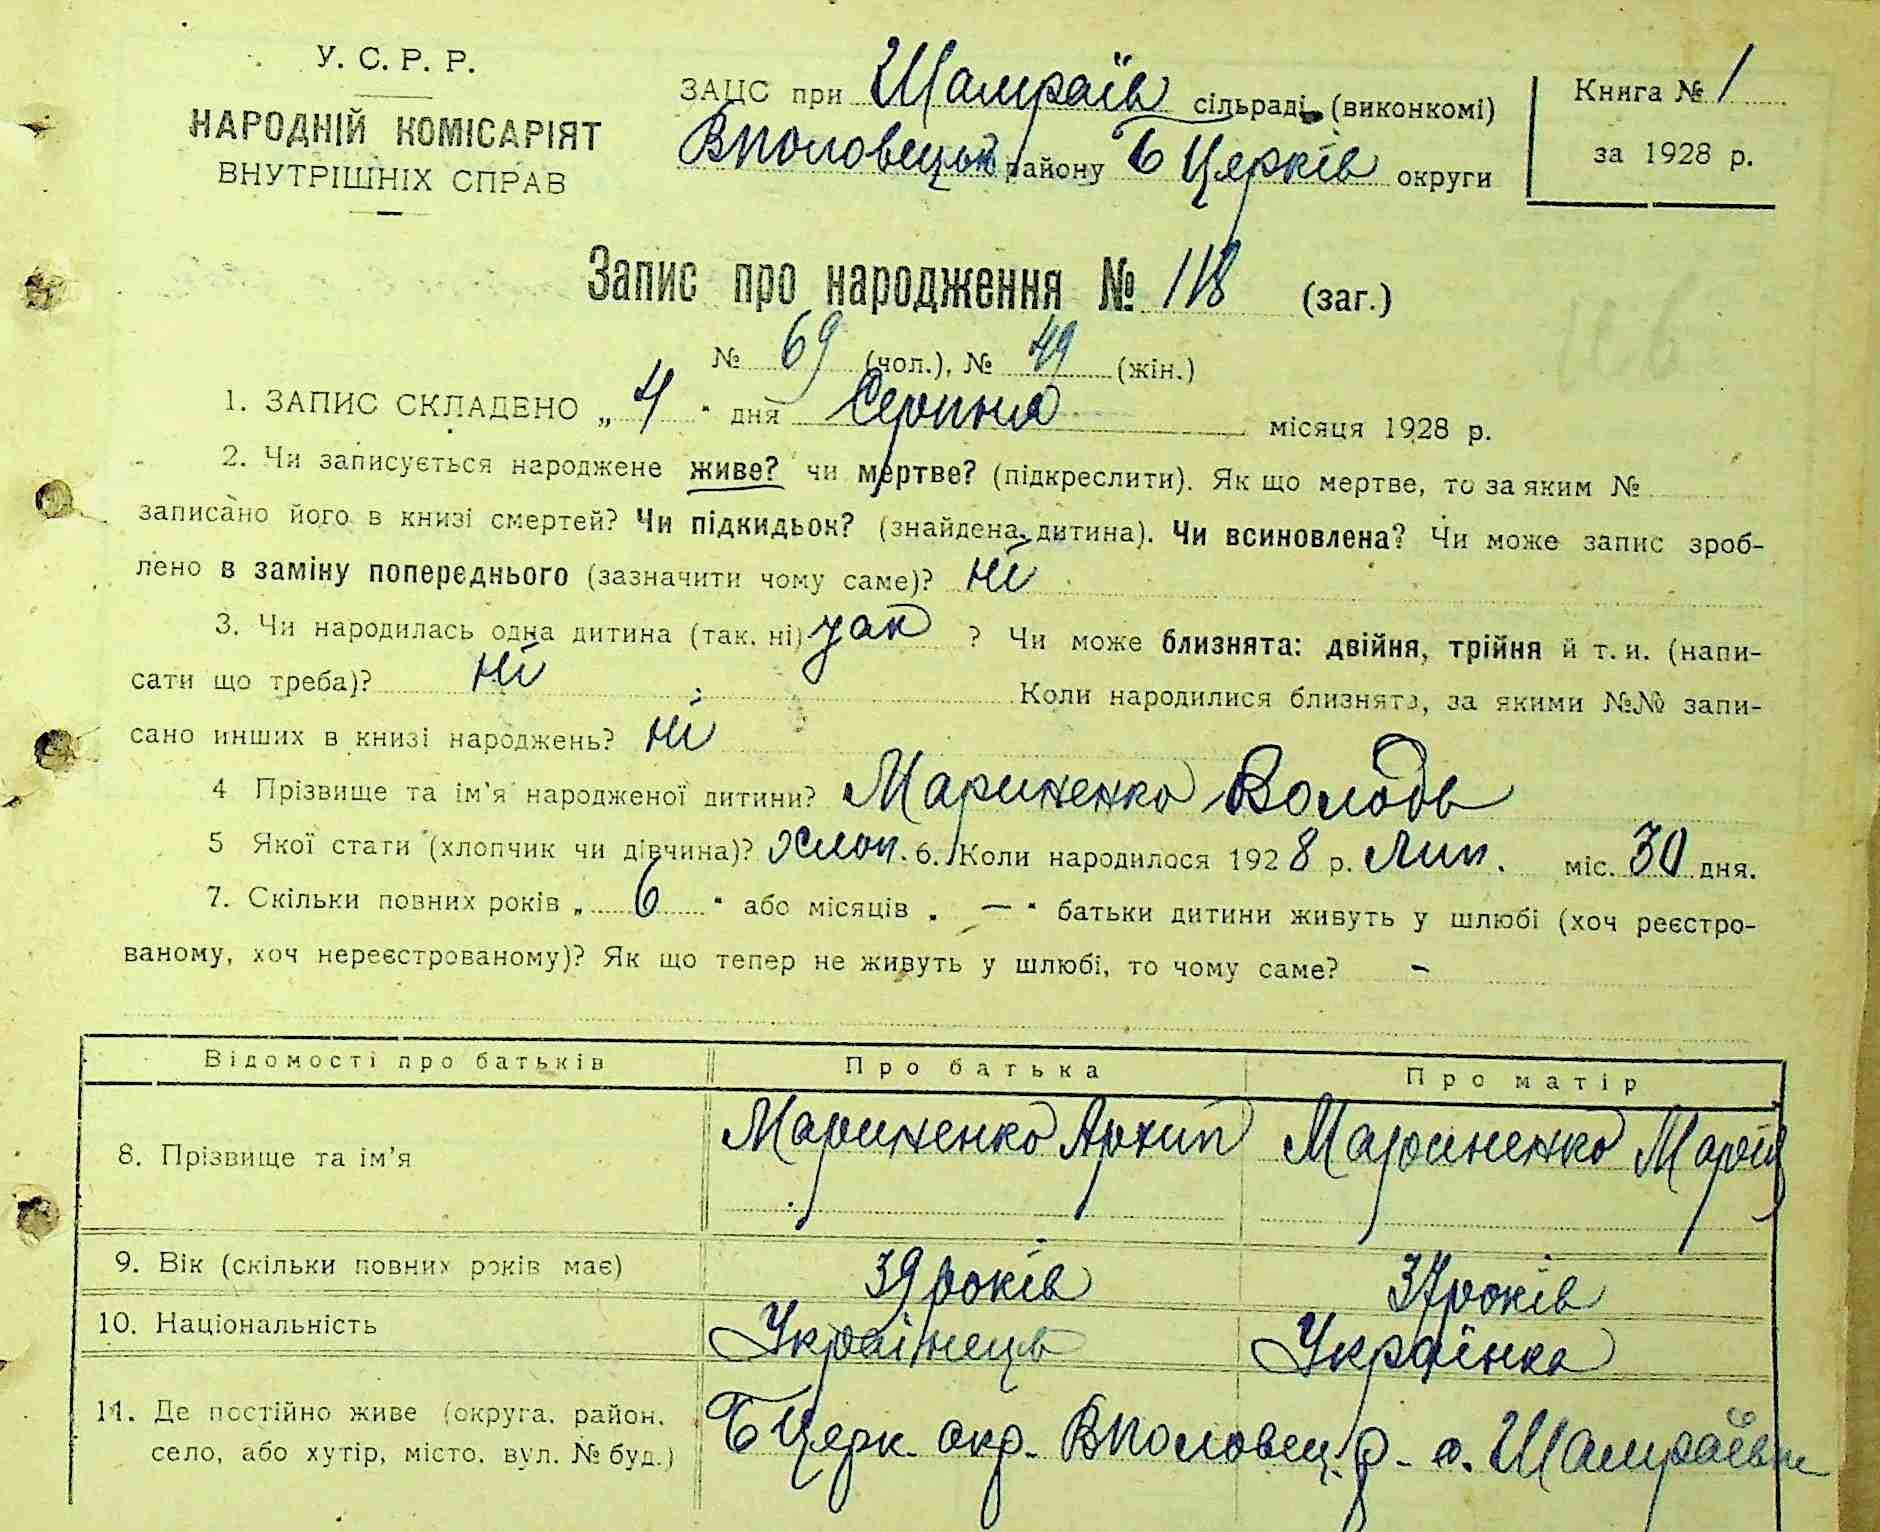 У. С. Р. Р.
НАРОДНІЙ КОМІСАРІЯТ
ВНУТРІШНІХ СПРАВ
ЗАЦС при Шамраїв сільраді (виконкомі)
ВПоловецьк району Б Церків округи
Книга № 1
за 1928 р.
Запис про народження № 118 (заг.)
№ 69 (чол.), № 49 (жін.)
1. ЗАПИС СКЛАДЕНО „ 4 " дня Серпня місяця 1928 р.
2. Чи записується народжене живе? чи мертве? (підкреслити). Як що мертве, то за яким №
записано його в книзі смертей? Чи підкидьок? (знайдена дитина). Чи всиновлена? Чи може запис зроб-
лено в заміну попереднього (зазначити чому саме)? ні
3. Чи народилась одна дитина (так, ні) так ? Чи може близнята: двійня, трійня й т. и. (напи-
сати що треба)? ні Коли народилися близнята, за якими №№ запи-
сано инших в книзі народжень? ні
4 Прізвище та ім'я народженої дитини? Мариненко Володь
5 Якої стати (хлопчик чи дівчина)? Хлоп. 6. Коли народилося 1928 р. Лип. міс. 30 дня.
7. Скільки повних років „ 6 " або місяців „ — " батьки дитини живуть у шлюбі (хоч реєстро-
ваному, хоч нереєстрованому)? Як що тепер не живуть у шлюбі, то чому саме? -
Відомості про батьків Про батька Про матір
8. Прізвище та ім'я Мариненко Архип Мариненко Марія
9. Вік (скільки повних років має) 39 років 37 років
10. Національність Украінець Українка
11. Де постійно живе (округа, район, село, або хутір, місто, вул. № буд.) БЦерк. окр. ВПоловец. р- с. Шамраївк